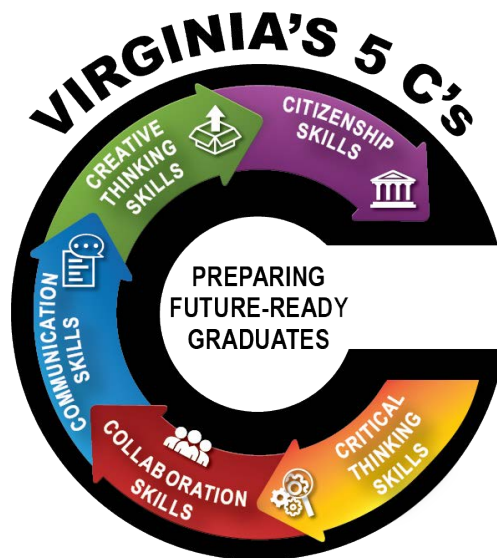 VIRGINIA'S 5 C's
CITIZENSHIP
SKILLS
CREATIVE
THINKING
SKILLS
COMMUNICATION
SKILLS
COLLABORATION
SKILLS
CRITICAL
THINKING
SKILLS
PREPARING
FUTURE-READY
GRADUATES